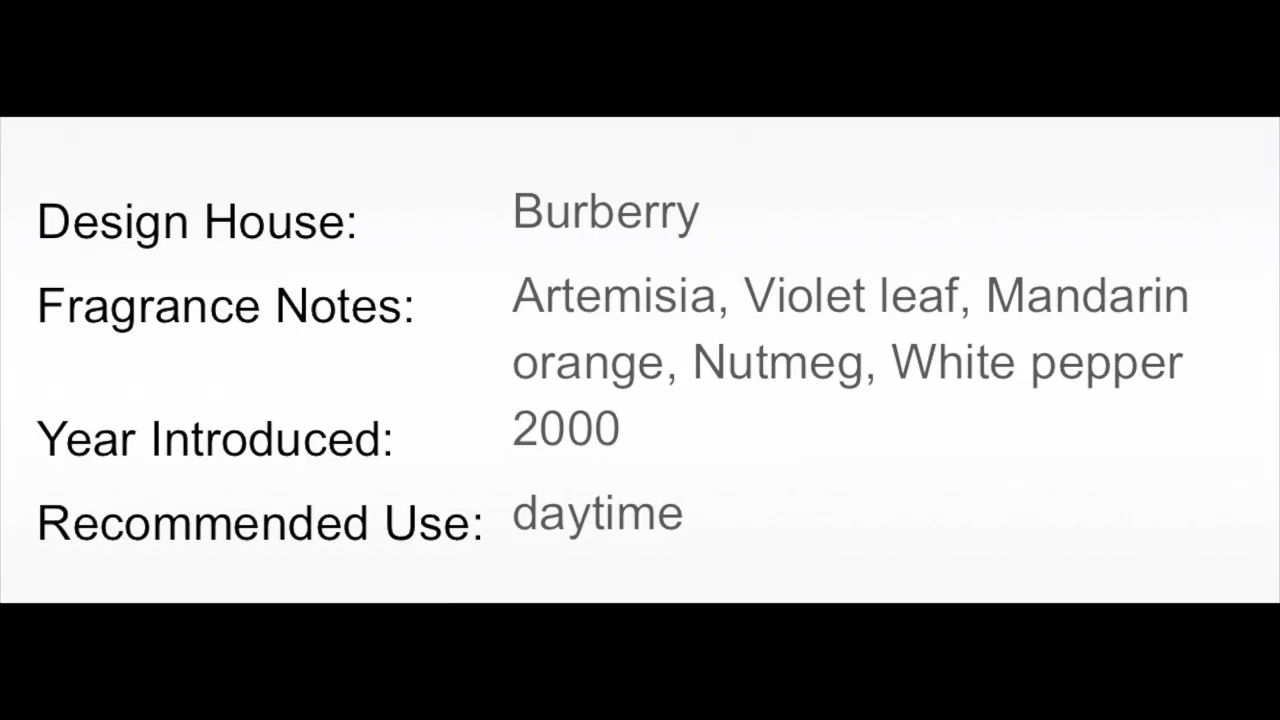 Design House: Burberry
Fragrance Notes: Artemisia, Violet leaf, Mandarin
orange, Nutmeg, White pepper
Year Introduced: 2000
Recommended Use: daytime